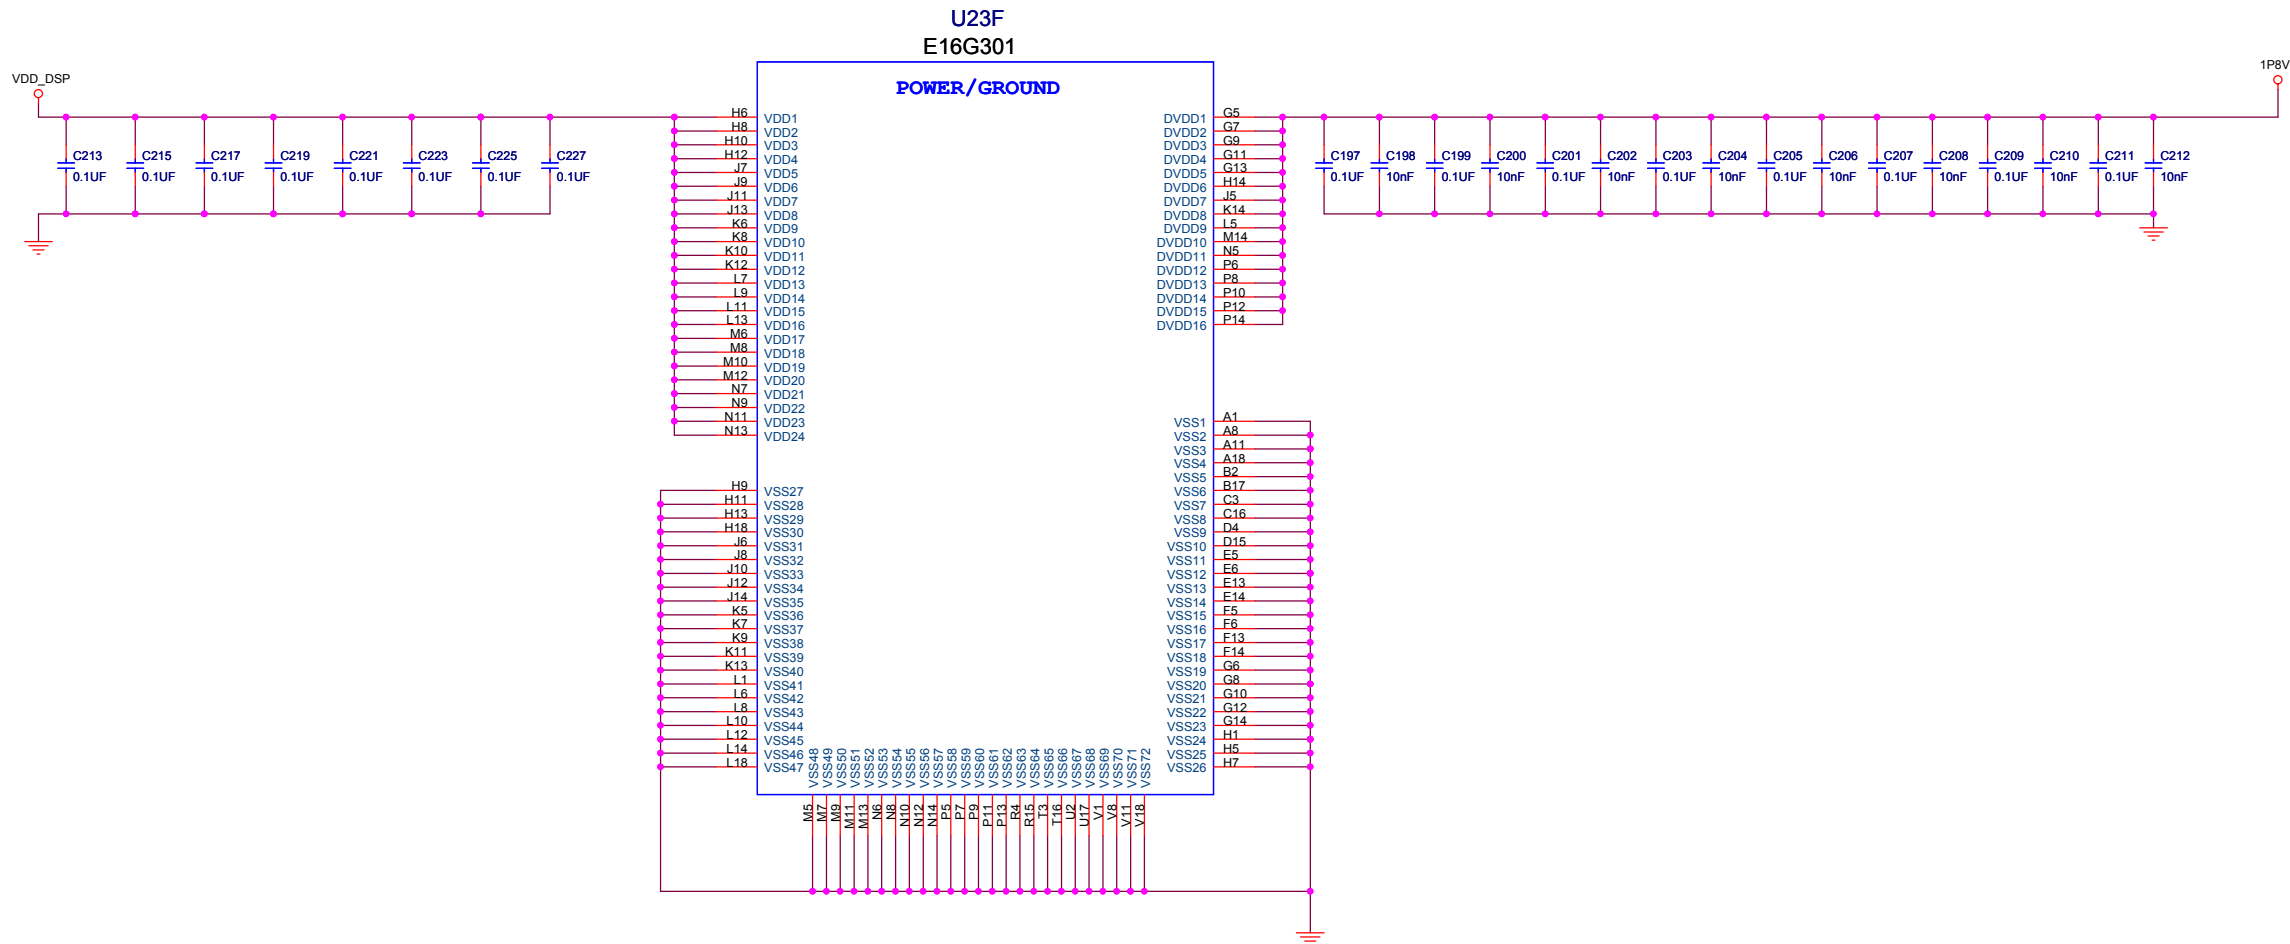 U23F
E16G301
POWER/GROUND
VDD_DSP
1P8V
C213 C215 C217 C219 C221 C223 C225 C227
0.1UF 0.1UF 0.1UF 0.1UF 0.1UF 0.1UF 0.1UF 0.1UF
C197 C198 C199 C200 C201 C202 C203 C204 C205 C206 C207 C208 C209 C210 C211 C212
0.1UF 10nF 0.1UF 10nF 0.1UF 10nF 0.1UF 10nF 0.1UF 10nF 0.1UF 10nF 0.1UF 10nF 0.1UF 10nF
H6 VDD1
H8 VDD2
H10 VDD3
H12 VDD4
J7 VDD5
J9 VDD6
J11 VDD7
J13 VDD8
K6 VDD9
K8 VDD10
K10 VDD11
K12 VDD12
L7 VDD13
L9 VDD14
L11 VDD15
L13 VDD16
M6 VDD17
M8 VDD18
M10 VDD19
M12 VDD20
N7 VDD21
N9 VDD22
N11 VDD23
N13 VDD24
DVDD1 G5
DVDD2 G7
DVDD3 G9
DVDD4 G11
DVDD5 G13
DVDD6 H14
DVDD7 J5
DVDD8 K14
DVDD9 L5
DVDD10 M14
DVDD11 N5
DVDD12 P6
DVDD13 P8
DVDD14 P10
DVDD15 P12
DVDD16 P14
H9 VSS27
H11 VSS28
H13 VSS29
H18 VSS30
J6 VSS31
J8 VSS32
J10 VSS33
J12 VSS34
J14 VSS35
K5 VSS36
K7 VSS37
K9 VSS38
K11 VSS39
K13 VSS40
L1 VSS41
L6 VSS42
L8 VSS43
L10 VSS44
L12 VSS45
L14 VSS46
L18 VSS47
VSS1 A1
VSS2 A8
VSS3 A11
VSS4 A18
VSS5 B2
VSS6 B17
VSS7 C3
VSS8 C16
VSS9 D4
VSS10 D15
VSS11 E5
VSS12 E6
VSS13 E13
VSS14 E14
VSS15 F5
VSS16 F6
VSS17 F13
VSS18 F14
VSS19 G6
VSS20 G8
VSS21 G10
VSS22 G12
VSS23 G14
VSS24 H1
VSS25 H5
VSS26 H7
M5 VSS48
M7 VSS49
M9 VSS50
M11 VSS51
M13 VSS52
N6 VSS53
N8 VSS54
N10 VSS55
N12 VSS56
N14 VSS57
P5 VSS58
P7 VSS59
P9 VSS60
P11 VSS61
P13 VSS62
R4 VSS63
R15 VSS64
T3 VSS65
T16 VSS66
U2 VSS67
U17 VSS68
V1 VSS69
V8 VSS70
V11 VSS71
V18 VSS72